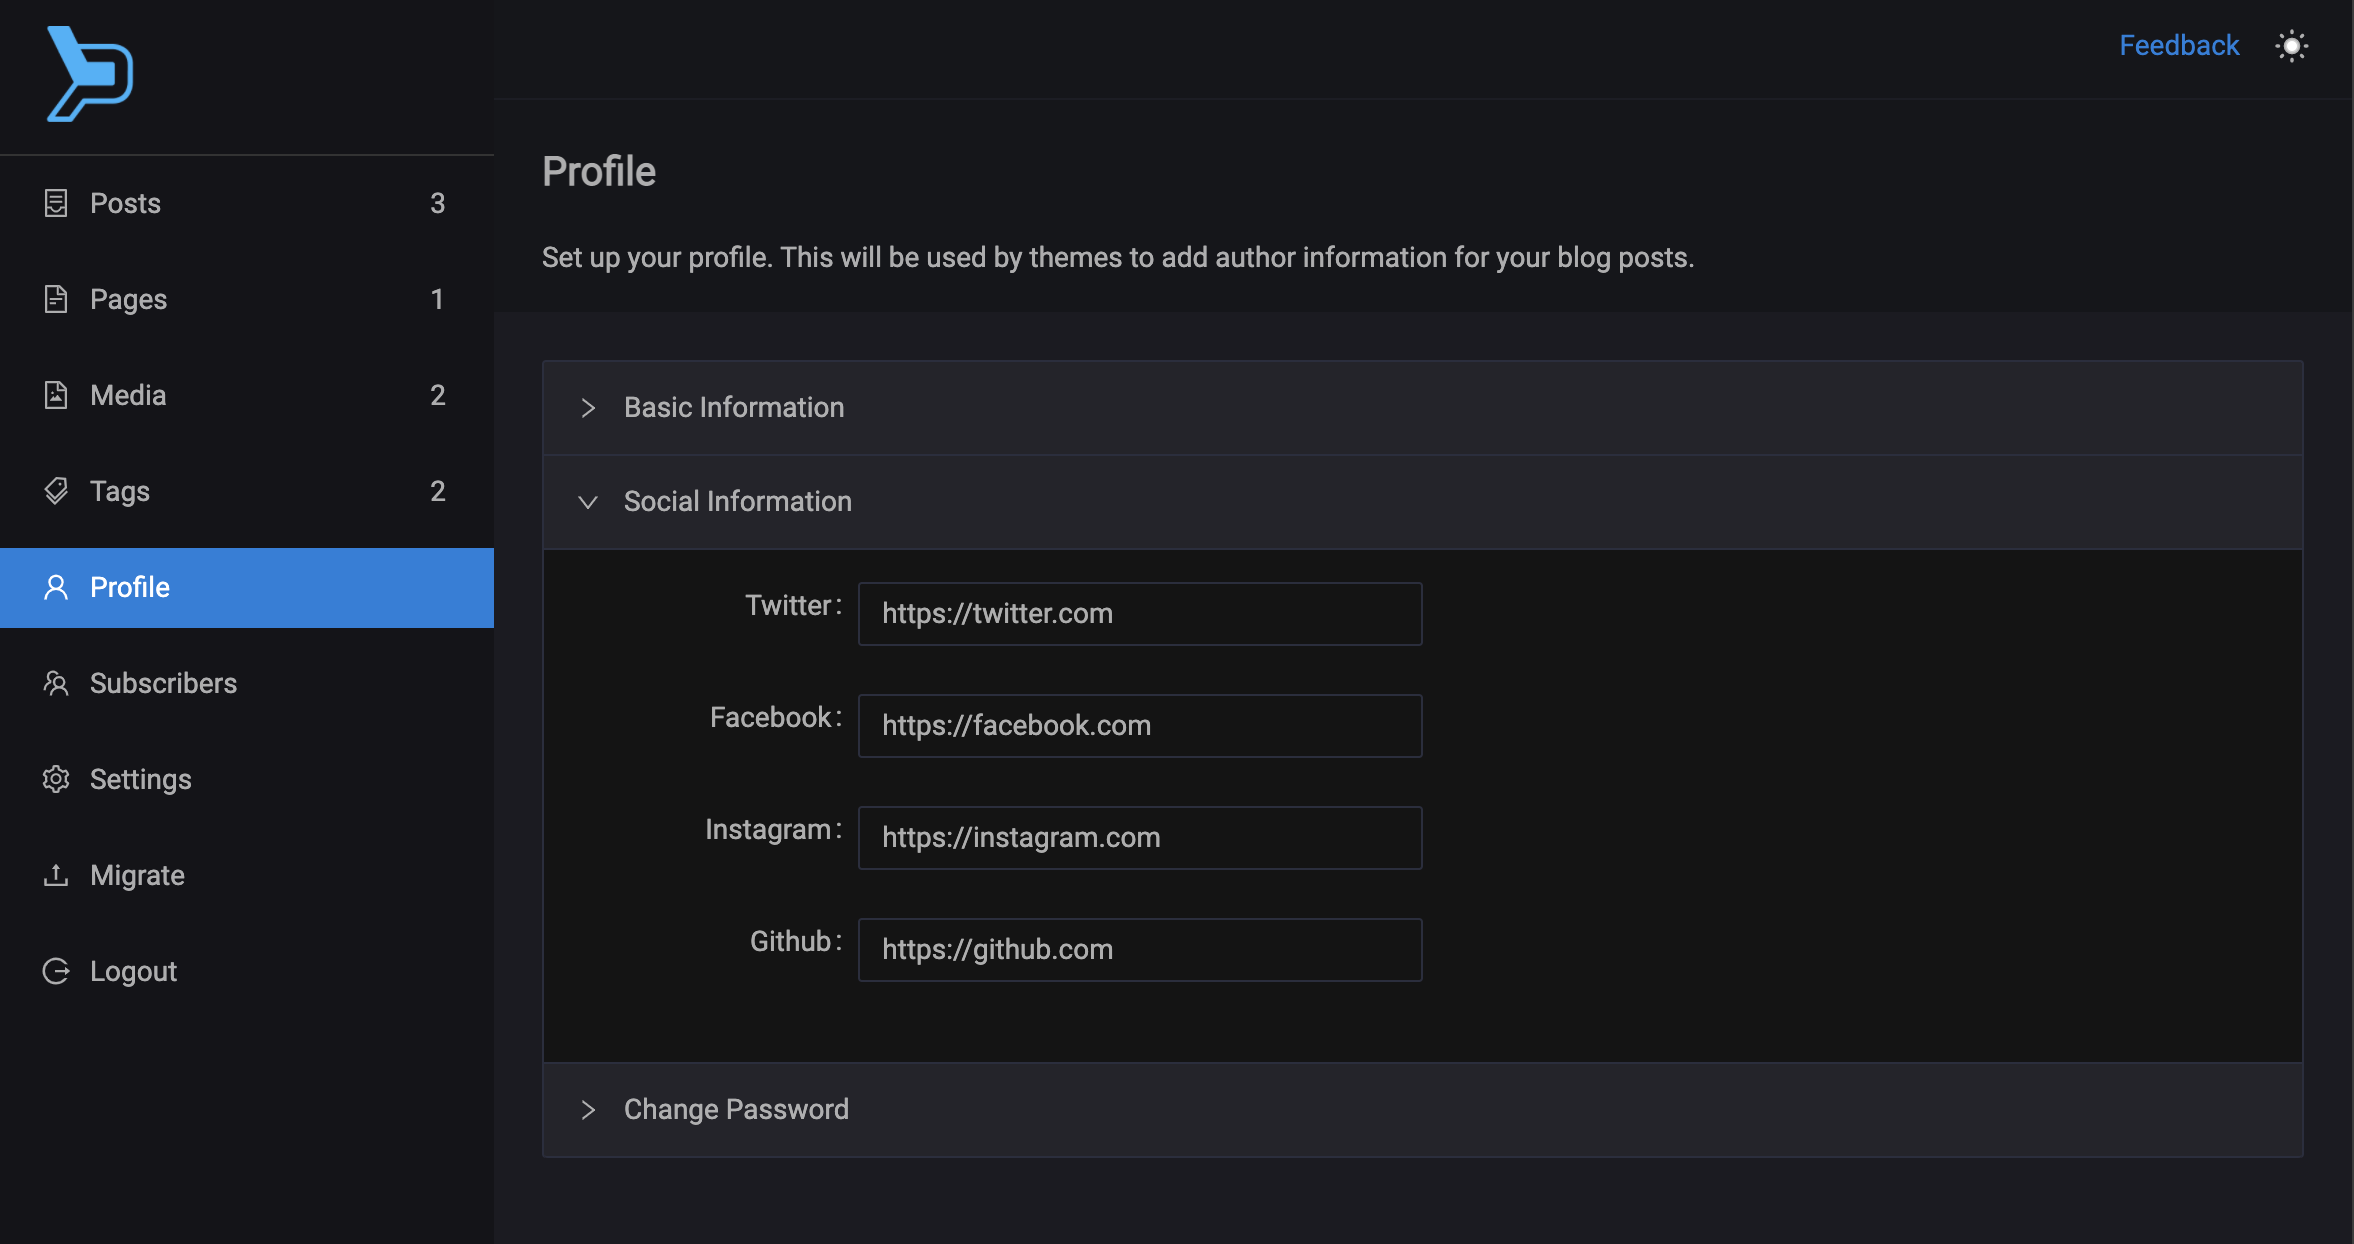 Feedback
Posts 3
Pages 1
Media 2
Tags 2
Profile
Subscribers
Settings
Migrate
Logout
Profile
Set up your profile. This will be used by themes to add author information for your blog posts.
Basic Information
Social Information
Twitter: https://twitter.com
Facebook: https://facebook.com
Instagram: https://instagram.com
Github: https://github.com
Change Password